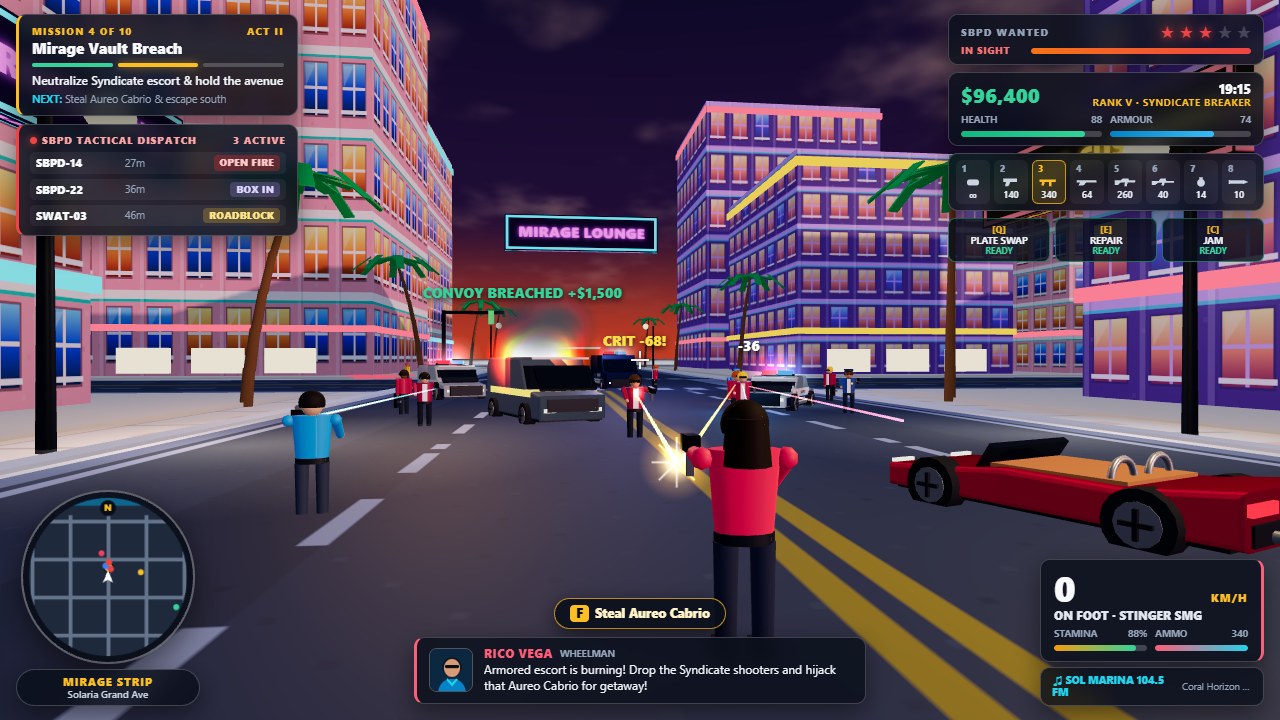 MISSION 4 OF 10 ACT II
Mirage Vault Breach
Neutralize Syndicate escort & hold the avenue
NEXT: Steal Aureo Cabrio & escape south
SBPD TACTICAL DISPATCH 3 ACTIVE
SBPD-14 27m OPEN FIRE
SBPD-22 36m BOX IN
SWAT-03 46m ROADBLOCK
SBPD WANTED ★★★★★
IN SIGHT
$96,400 19:15
RANK V · SYNDICATE BREAKER
HEALTH 88 ARMOUR 74
1 2 3 4 5 6 7 8
∞ 140 340 64 260 40 14 10
[Q] [E] [C]
PLATE SWAP REPAIR JAM
READY READY READY
MIRAGE LOUNGE
CONVOY BREACHED +$1,500
CRIT -68!
-36
N
MIRAGE STRIP
Solaria Grand Ave
F Steal Aureo Cabrio
RICO VEGA WHEELMAN
Armored escort is burning! Drop the Syndicate shooters and hijack
that Aureo Cabrio for getaway!
0 KM/H
ON FOOT · STINGER SMG
STAMINA 88% AMMO 340
♫ SOL MARINA 104.5
FM Coral Horizon ...